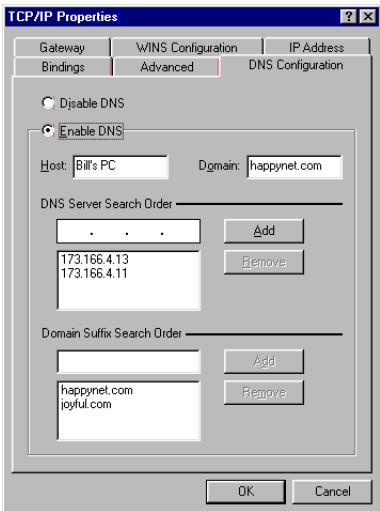 TCP/IP Properties
Gateway WINS Configuration IP Address
Bindings Advanced DNS Configuration
Disable DNS
Enable DNS
Host: Bill's PC Domain: happynet.com
DNS Server Search Order
. . . Add
173.166.4.13 Remove
173.166.4.11
Domain Suffix Search Order
Add
happynet.com Remove
joyful.com
OK Cancel